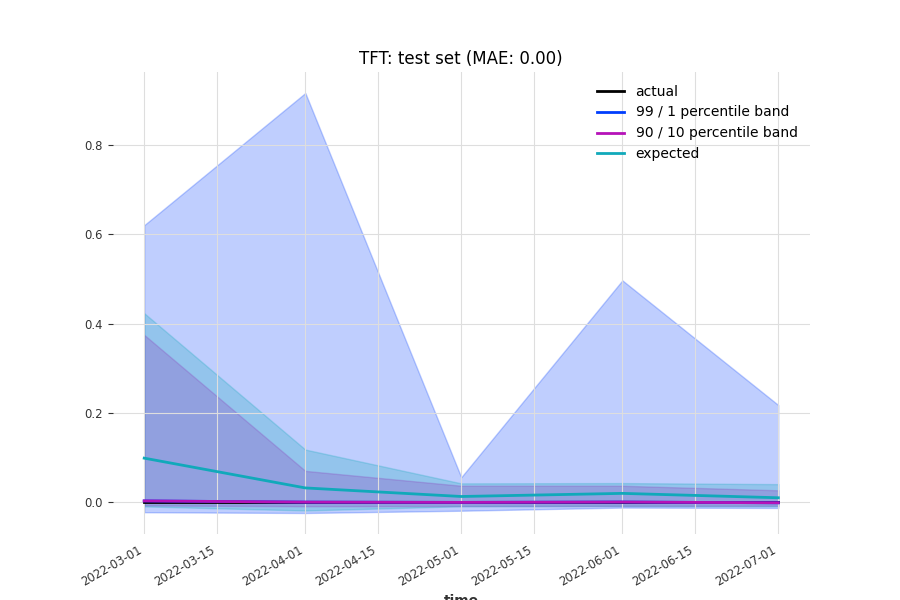 TFT: test set (MAE: 0.00)
actual
99 / 1 percentile band
90 / 10 percentile band
expected
0.8
0.6
0.4
0.2
0.0
2022-03-01
2022-03-15
2022-04-01
2022-04-15
2022-05-01
2022-05-15
2022-06-01
2022-06-15
2022-07-01
time